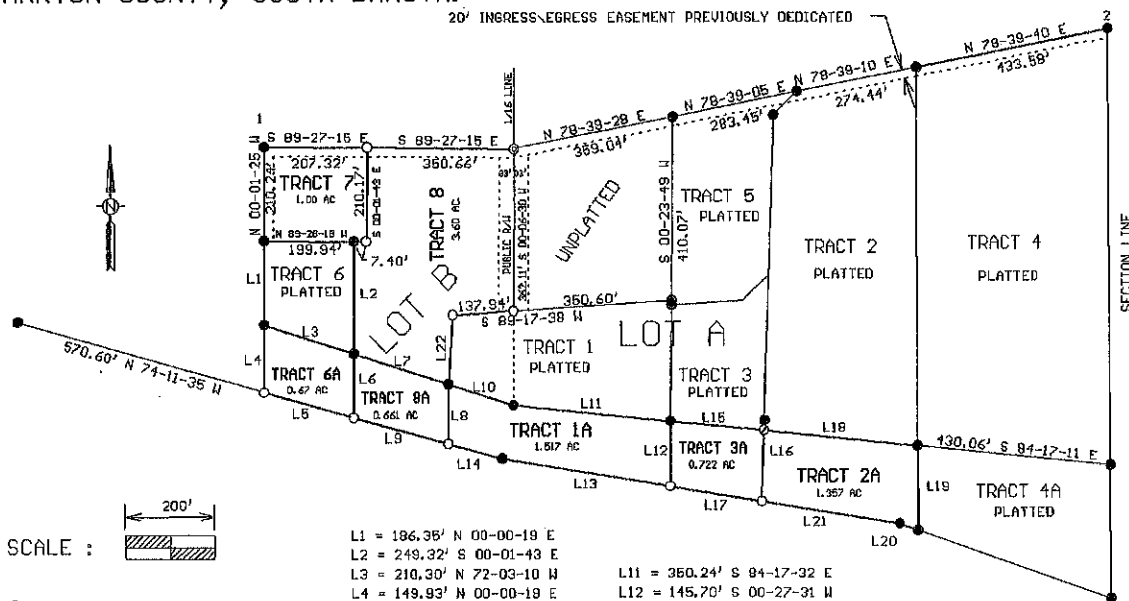 20' INGRESS\EGRESS EASEMENT PREVIOUSLY DEDICATED
2
N 78-39-40 E
433.58'
N 78-39-10 E
274.44'
N 78-39-05 E
283.45'
N 78-39-28 E
369.04'
1/16 LINE
1
S 89-27-15 E
207.32'
S 89-27-15 E
360.66'
N 00-01-25 W
210.24'
TRACT 7
1.00 AC
210.17'
S 00-01-43 E
N 89-28-19 W
199.94'
7.40'
TRACT 8
3.60 AC
PUBLIC R/W
UNPLATTED
S 00-23-49 W
410.07'
TRACT 5
PLATTED
TRACT 2
PLATTED
TRACT 4
PLATTED
SECTION LINE
L1
TRACT 6
PLATTED
L2
LOT B
137.94'
350.60'
S 89-17-38 W
LOT A
L22
TRACT 1
PLATTED
TRACT 3
PLATTED
570.60' N 74-11-35 W
L3
L4
TRACT 6A
0.67 AC
L5
L6
L7
TRACT 8A
0.661 AC
L8
L9
L10
L11
TRACT 1A
1.517 AC
L12
L13
L14
L15
TRACT 3A
0.722 AC
L16
L17
L18
TRACT 2A
1.357 AC
L19
L20
L21
430.06' S 84-17-11 E
TRACT 4A
PLATTED
N
SCALE :
200'
L1 = 186.35' N 00-00-19 E
L2 = 249.32' S 00-01-43 E
L3 = 210.30' N 72-03-10 W
L4 = 149.93' N 00-00-19 E
L11 = 350.24' S 84-17-32 E
L12 = 145.70' S 00-27-31 W